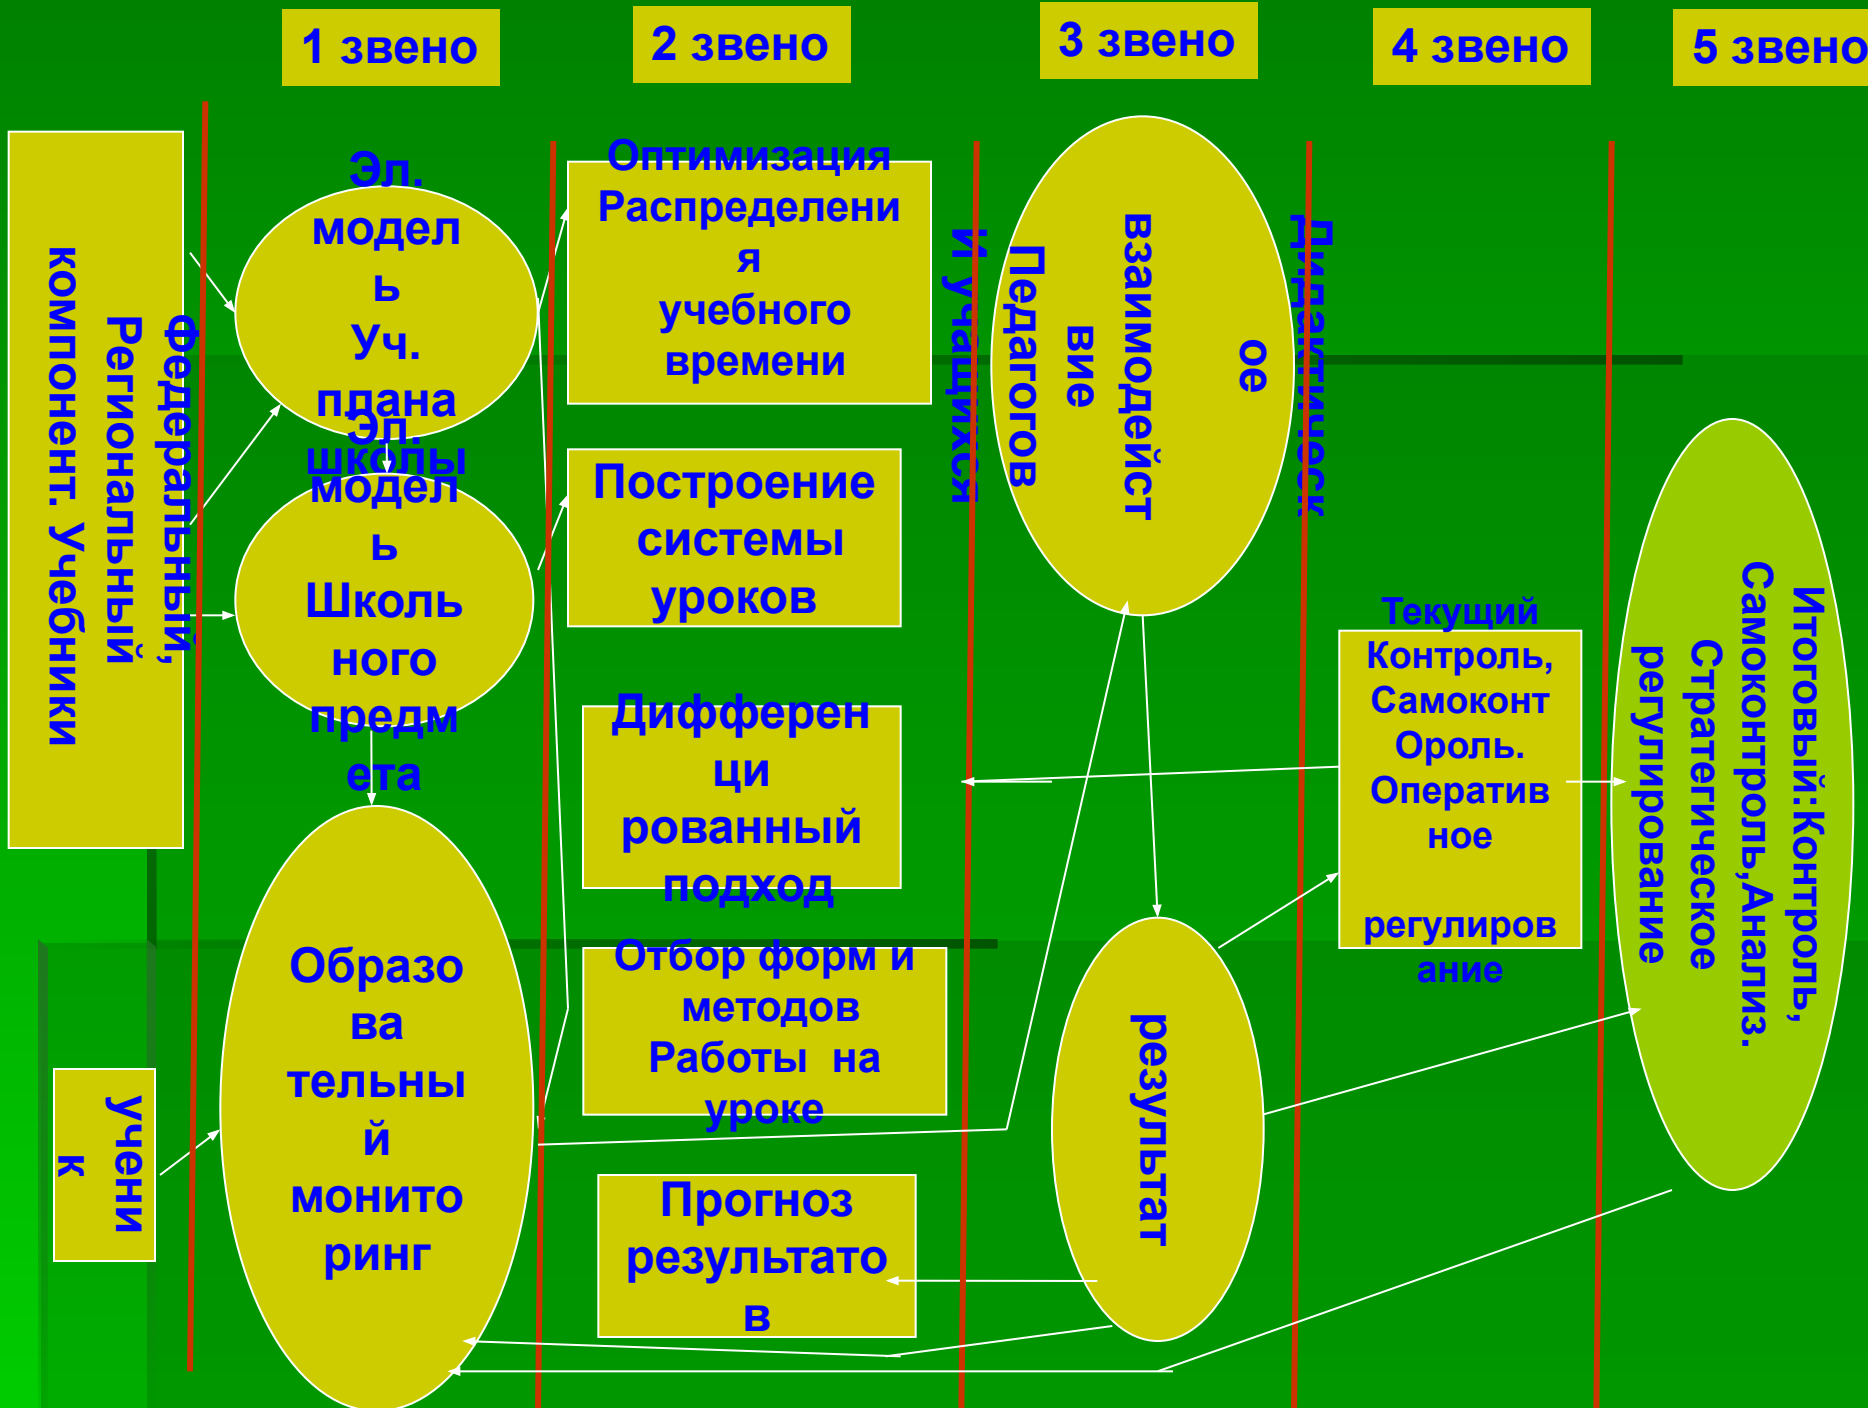 1 звено
2 звено
3 звено
4 звено
5 звено
Федеральный,
Региональный
компонент. Учебники
учени
к
Эл.
модел
ь
Уч.
плана
школы
Эл.
модел
ь
Школь
ного
предм
ета
Образо
ва
тельны
й
монито
ринг
Оптимизация
Распределени
я
учебного
времени
Построение
системы
уроков
Дифферен
ци
рованный
подход
Отбор форм и
методов
Работы на
уроке
Прогноз
результато
в
Дидактическ
ое
взаимодейст
вие
Педагогов
И учащихся
результат
Текущий
Контроль,
Самоконт
Ороль.
Оператив
ное
регулиров
ание
Итоговый:Контроль,
Самоконтроль,Анализ.
Стратегическое
регулирование